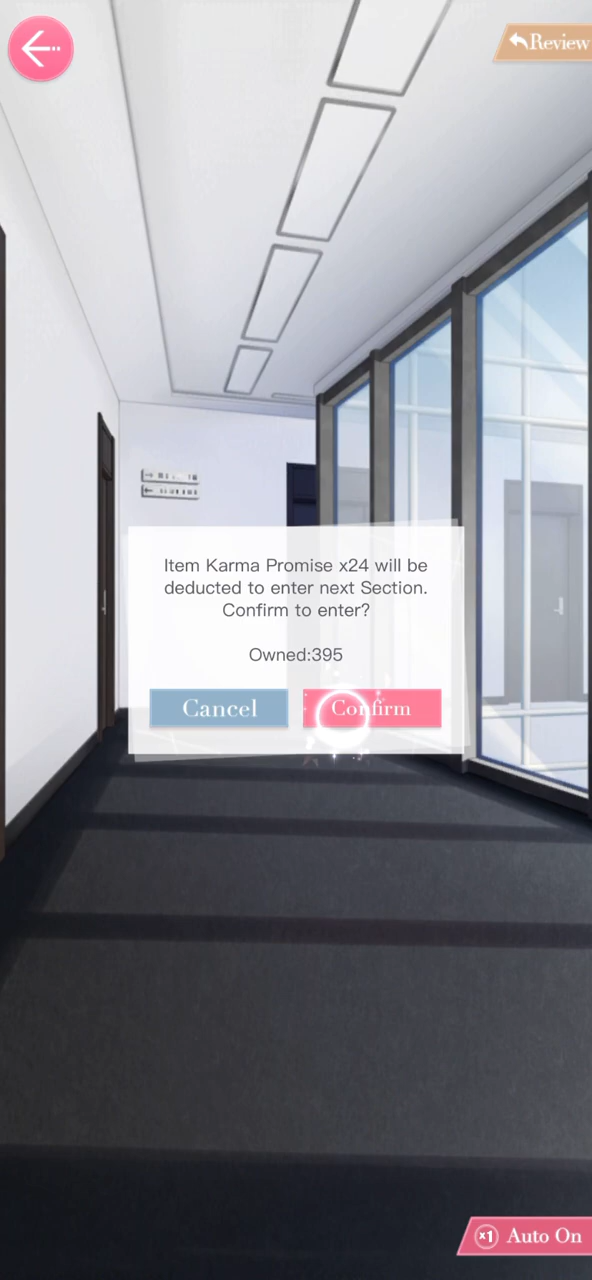 Review
Item Karma Promise x24 will be
deducted to enter next Section.
Confirm to enter?
Owned:395
Cancel
Confirm
x1 Auto On